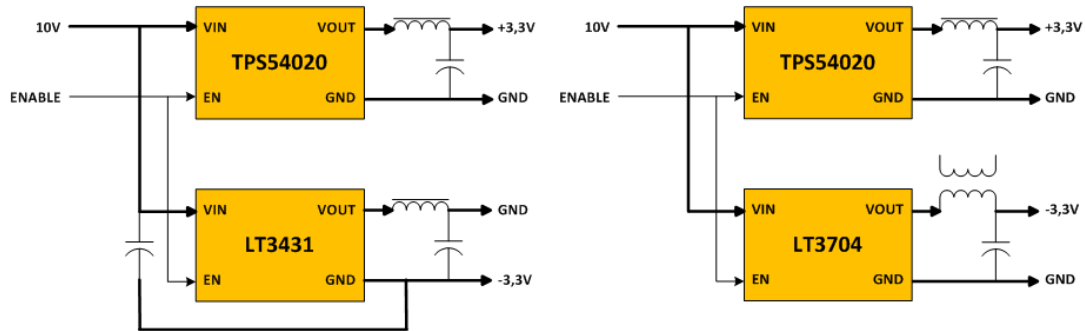 10V
VIN
VOUT
+3,3V
TPS54020
ENABLE
EN
GND
GND
VIN
VOUT
GND
LT3431
EN
GND
-3,3V
10V
VIN
VOUT
+3,3V
TPS54020
ENABLE
EN
GND
GND
VIN
VOUT
-3,3V
LT3704
EN
GND
GND